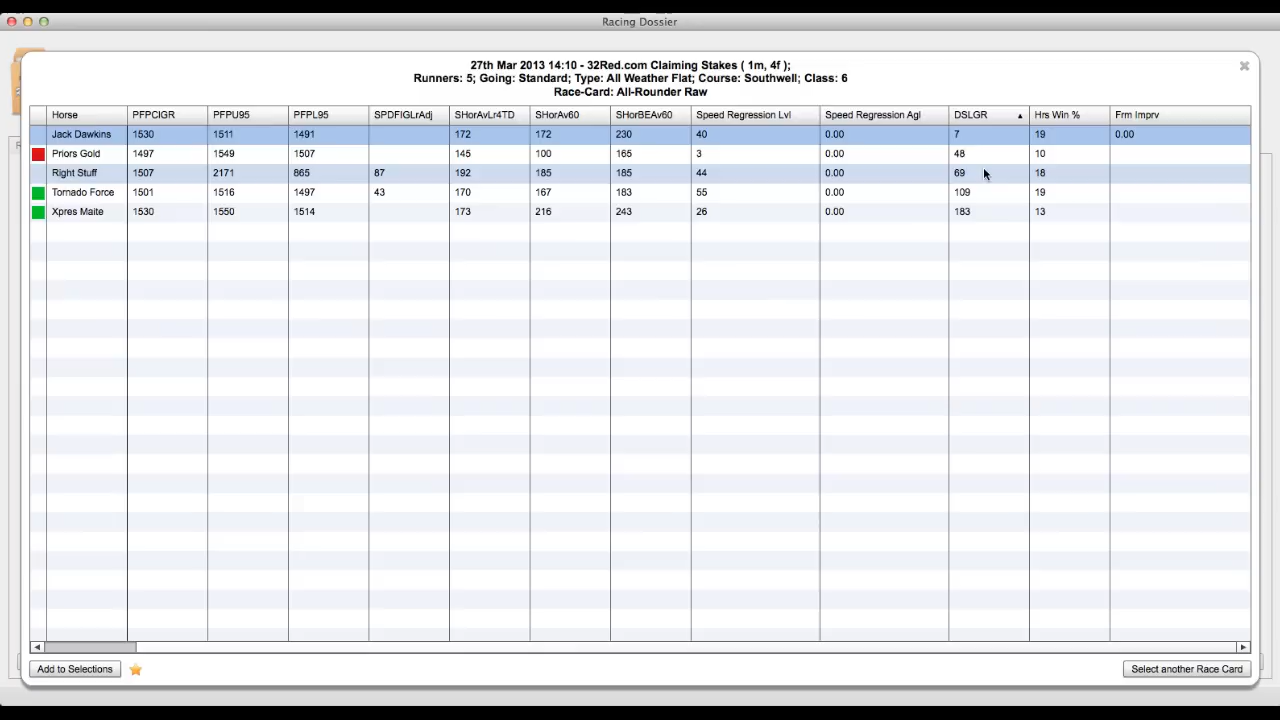 Racing Dossier
27th Mar 2013 14:10 - 32Red.com Claiming Stakes ( 1m, 4f );
Runners: 5; Going: Standard; Type: All Weather Flat; Course: Southwell; Class: 6
Race-Card: All-Rounder Raw
Horse PFPCIGR PFPU95 PFPL95 SPDFIGLrAdj SHorAvLr4TD SHorAv60 SHorBEAv60 Speed Regression Lvl Speed Regression Agl DSLGR ▲ Hrs Win % Frm Imprv
Jack Dawkins 1530 1511 1491 172 172 230 40 0.00 7 19 0.00
Priors Gold 1497 1549 1507 145 100 165 3 0.00 48 10
Right Stuff 1507 2171 865 87 192 185 185 44 0.00 69 18
Tornado Force 1501 1516 1497 43 170 167 183 55 0.00 109 19
Xpres Maite 1530 1550 1514 173 216 243 26 0.00 183 13
Add to Selections
Select another Race Card